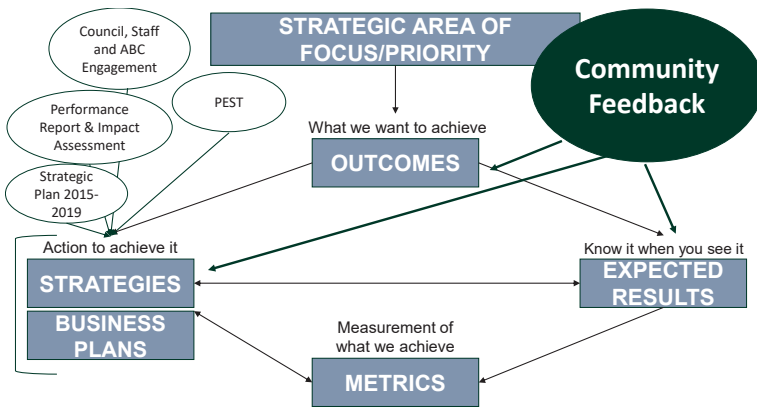 Council, Staff
and ABC
Engagement
STRATEGIC AREA OF
FOCUS/PRIORITY
Community
Feedback
Performance
Report & Impact
Assessment
PEST
What we want to achieve
OUTCOMES
Strategic
Plan 2015-
2019
Action to achieve it
STRATEGIES
Know it when you see it
EXPECTED
RESULTS
BUSINESS
PLANS
Measurement of
what we achieve
METRICS